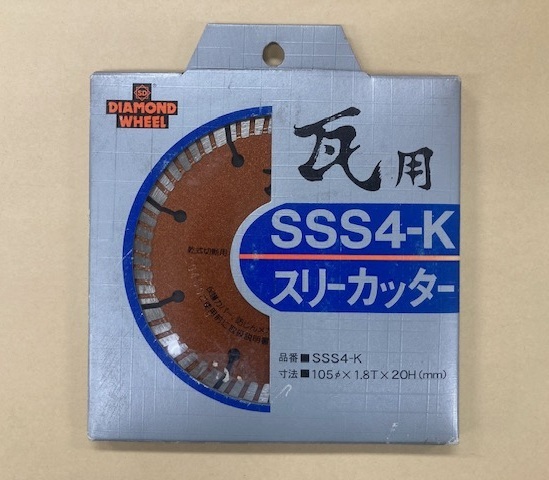 SD
DIAMOND
WHEEL
瓦用
SSS4-K
スリーカッター
乾式切断用
品番■SSS4-K
寸法■105φ×1.8T×20H(mm)